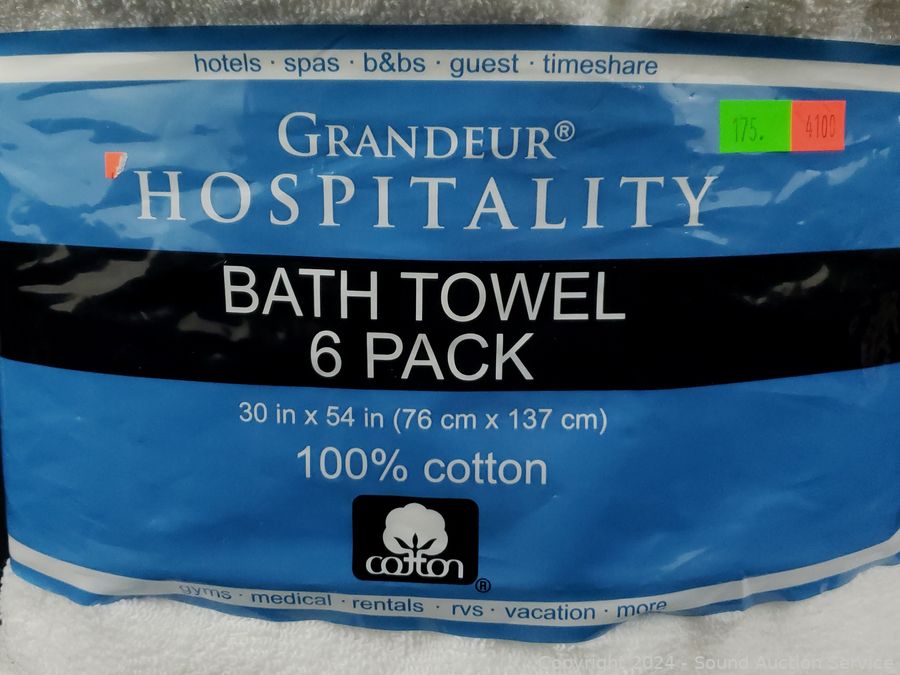 hotels · spas · b&bs · guest · timeshare
GRANDEUR®
HOSPITALITY
175. 4100
BATH TOWEL
6 PACK
30 in x 54 in (76 cm x 137 cm)
100% cotton
cotton
®
gyms · medical · rentals · rvs · vacation · more
Copyright 2024 - Sound Auction Service